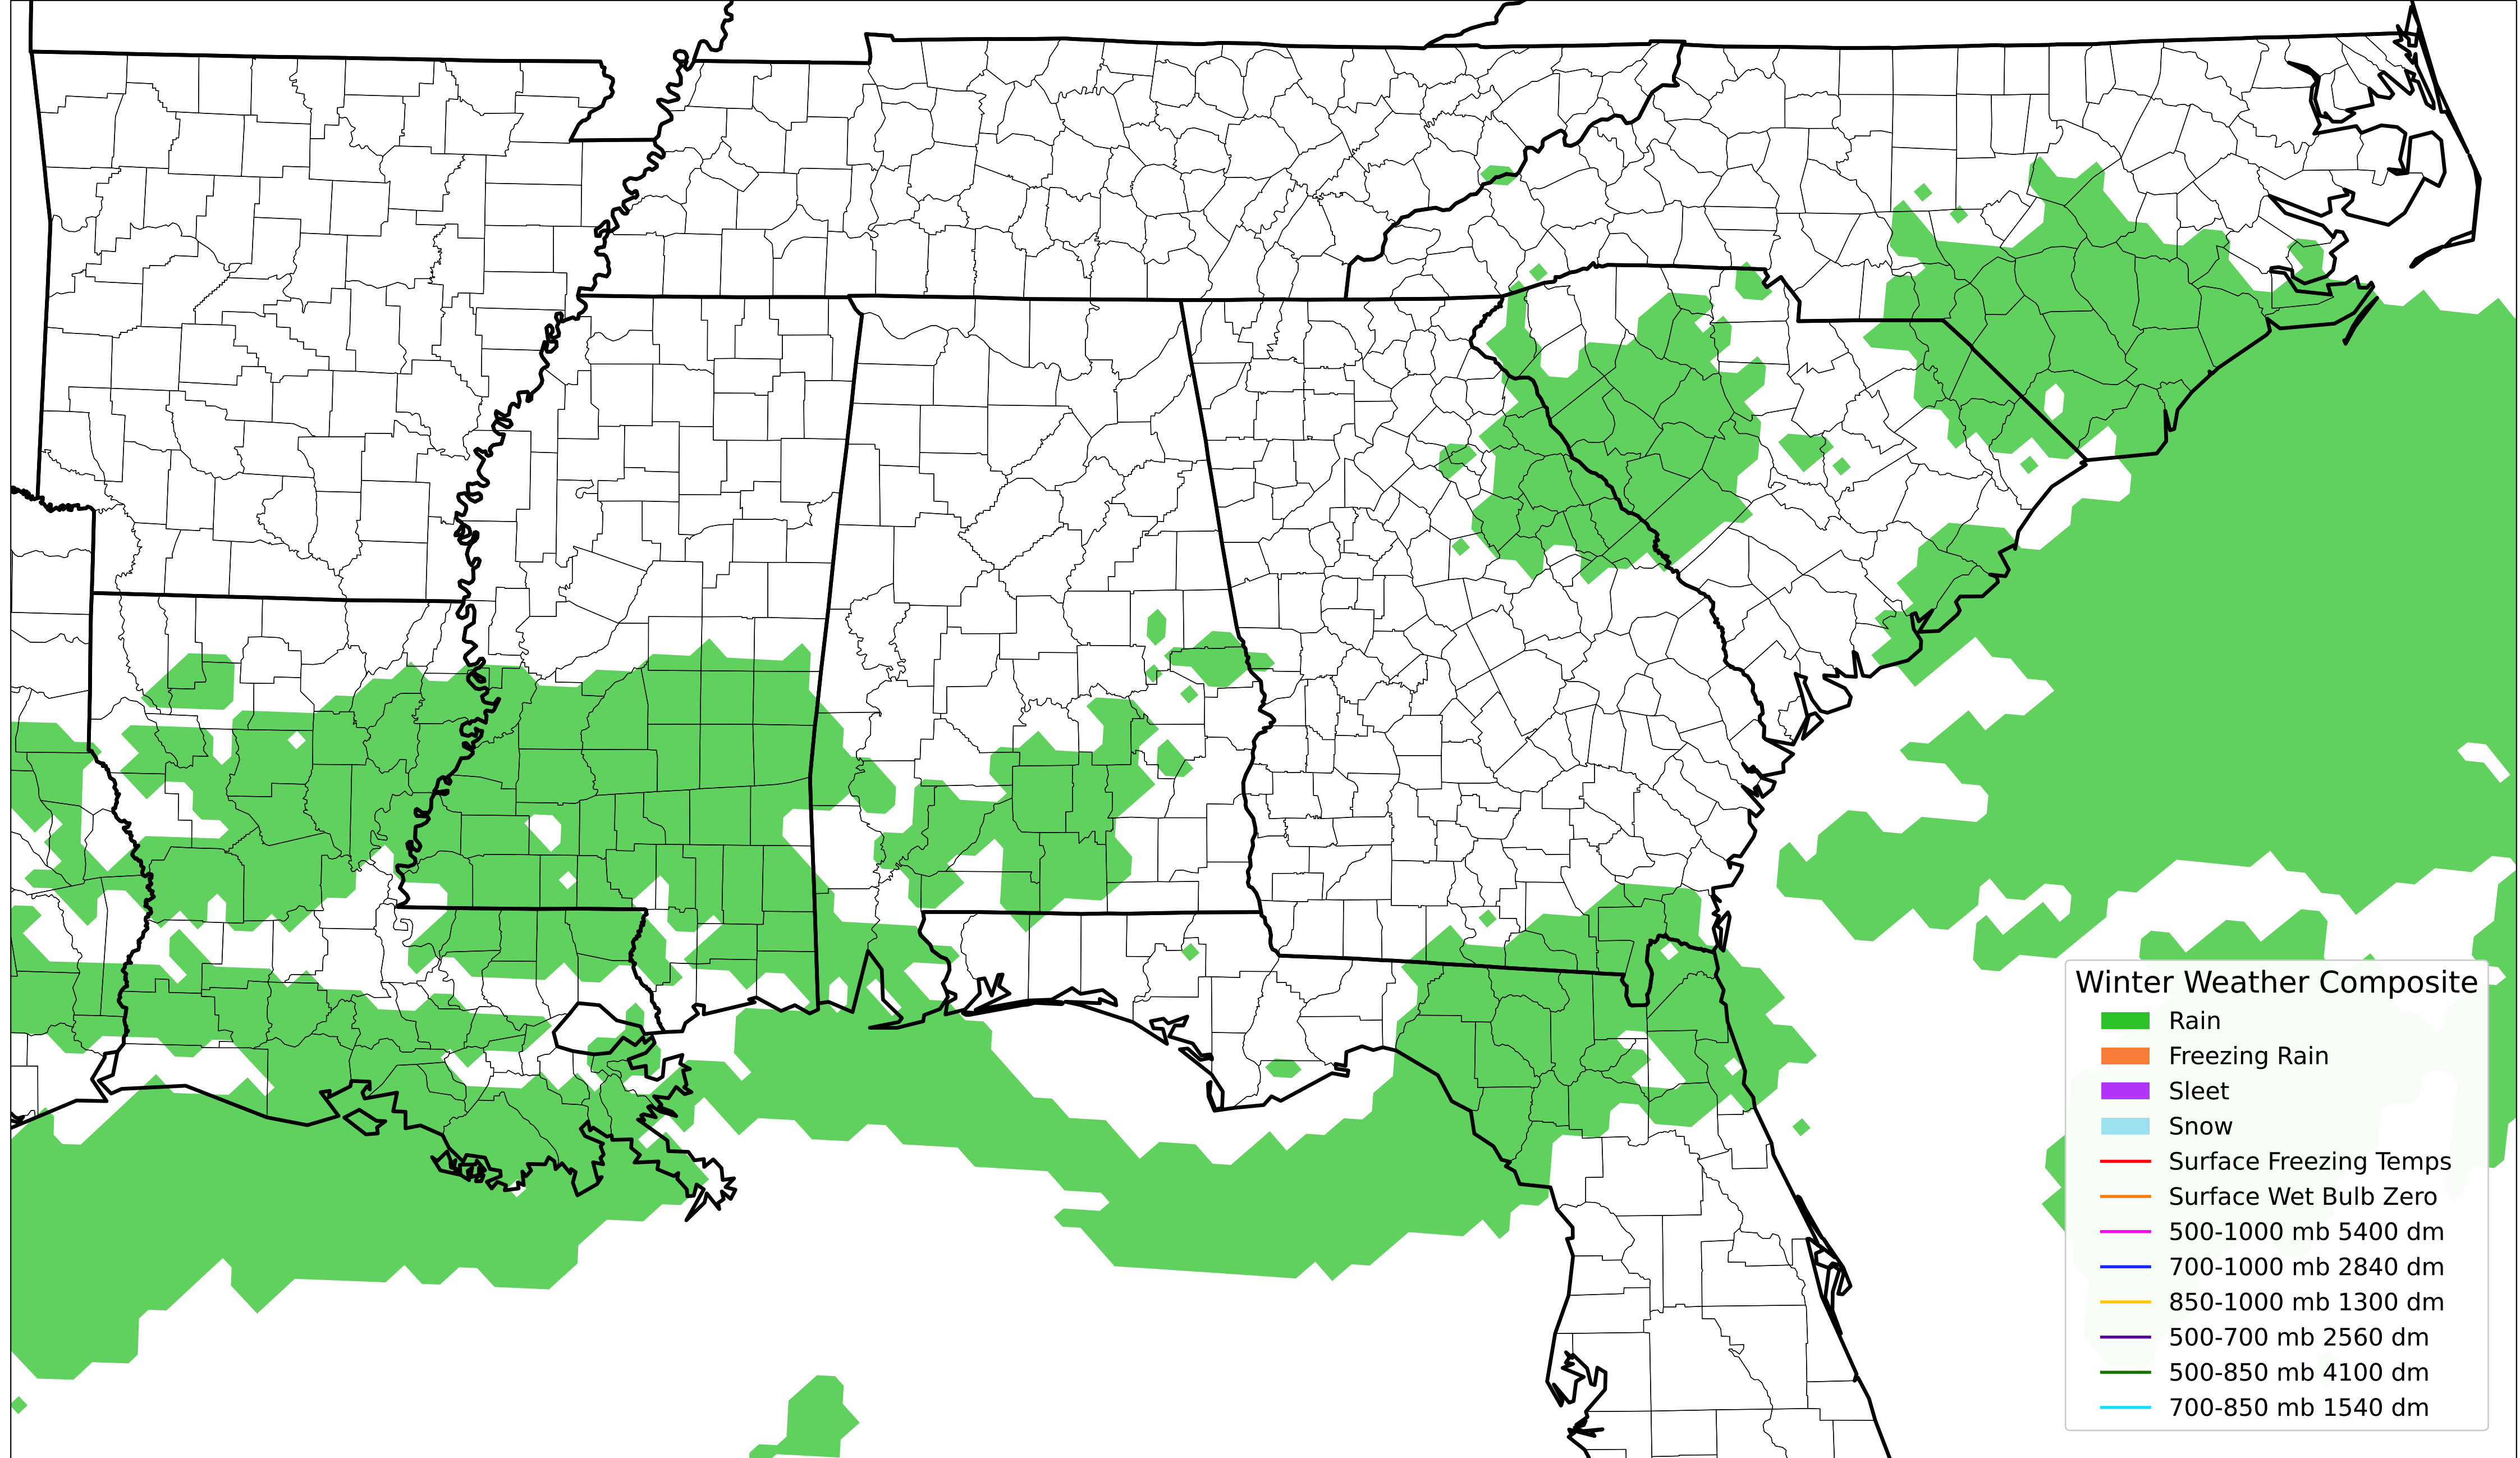 Winter Weather Composite
Rain
Freezing Rain
Sleet
Snow
Surface Freezing Temps
Surface Wet Bulb Zero
500-1000 mb 5400 dm
700-1000 mb 2840 dm
850-1000 mb 1300 dm
500-700 mb 2560 dm
500-850 mb 4100 dm
700-850 mb 1540 dm